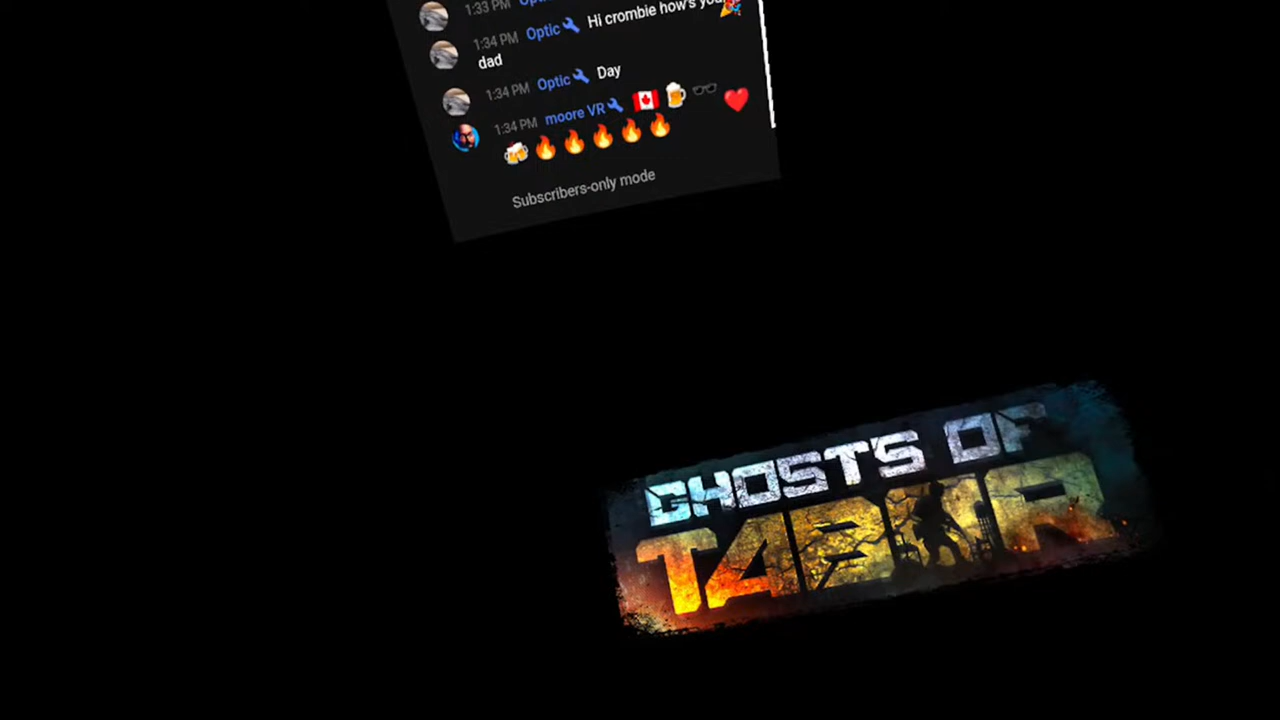 1:33 PM
1:34 PM Optic🔧 Hi crombie how's your
dad
1:34 PM Optic🔧 Day
1:34 PM moore VR🔧 🇨🇦🍺🕶️❤️
🍻🔥🔥🔥🔥🔥
Subscribers-only mode
GHOSTS OF
TABOR